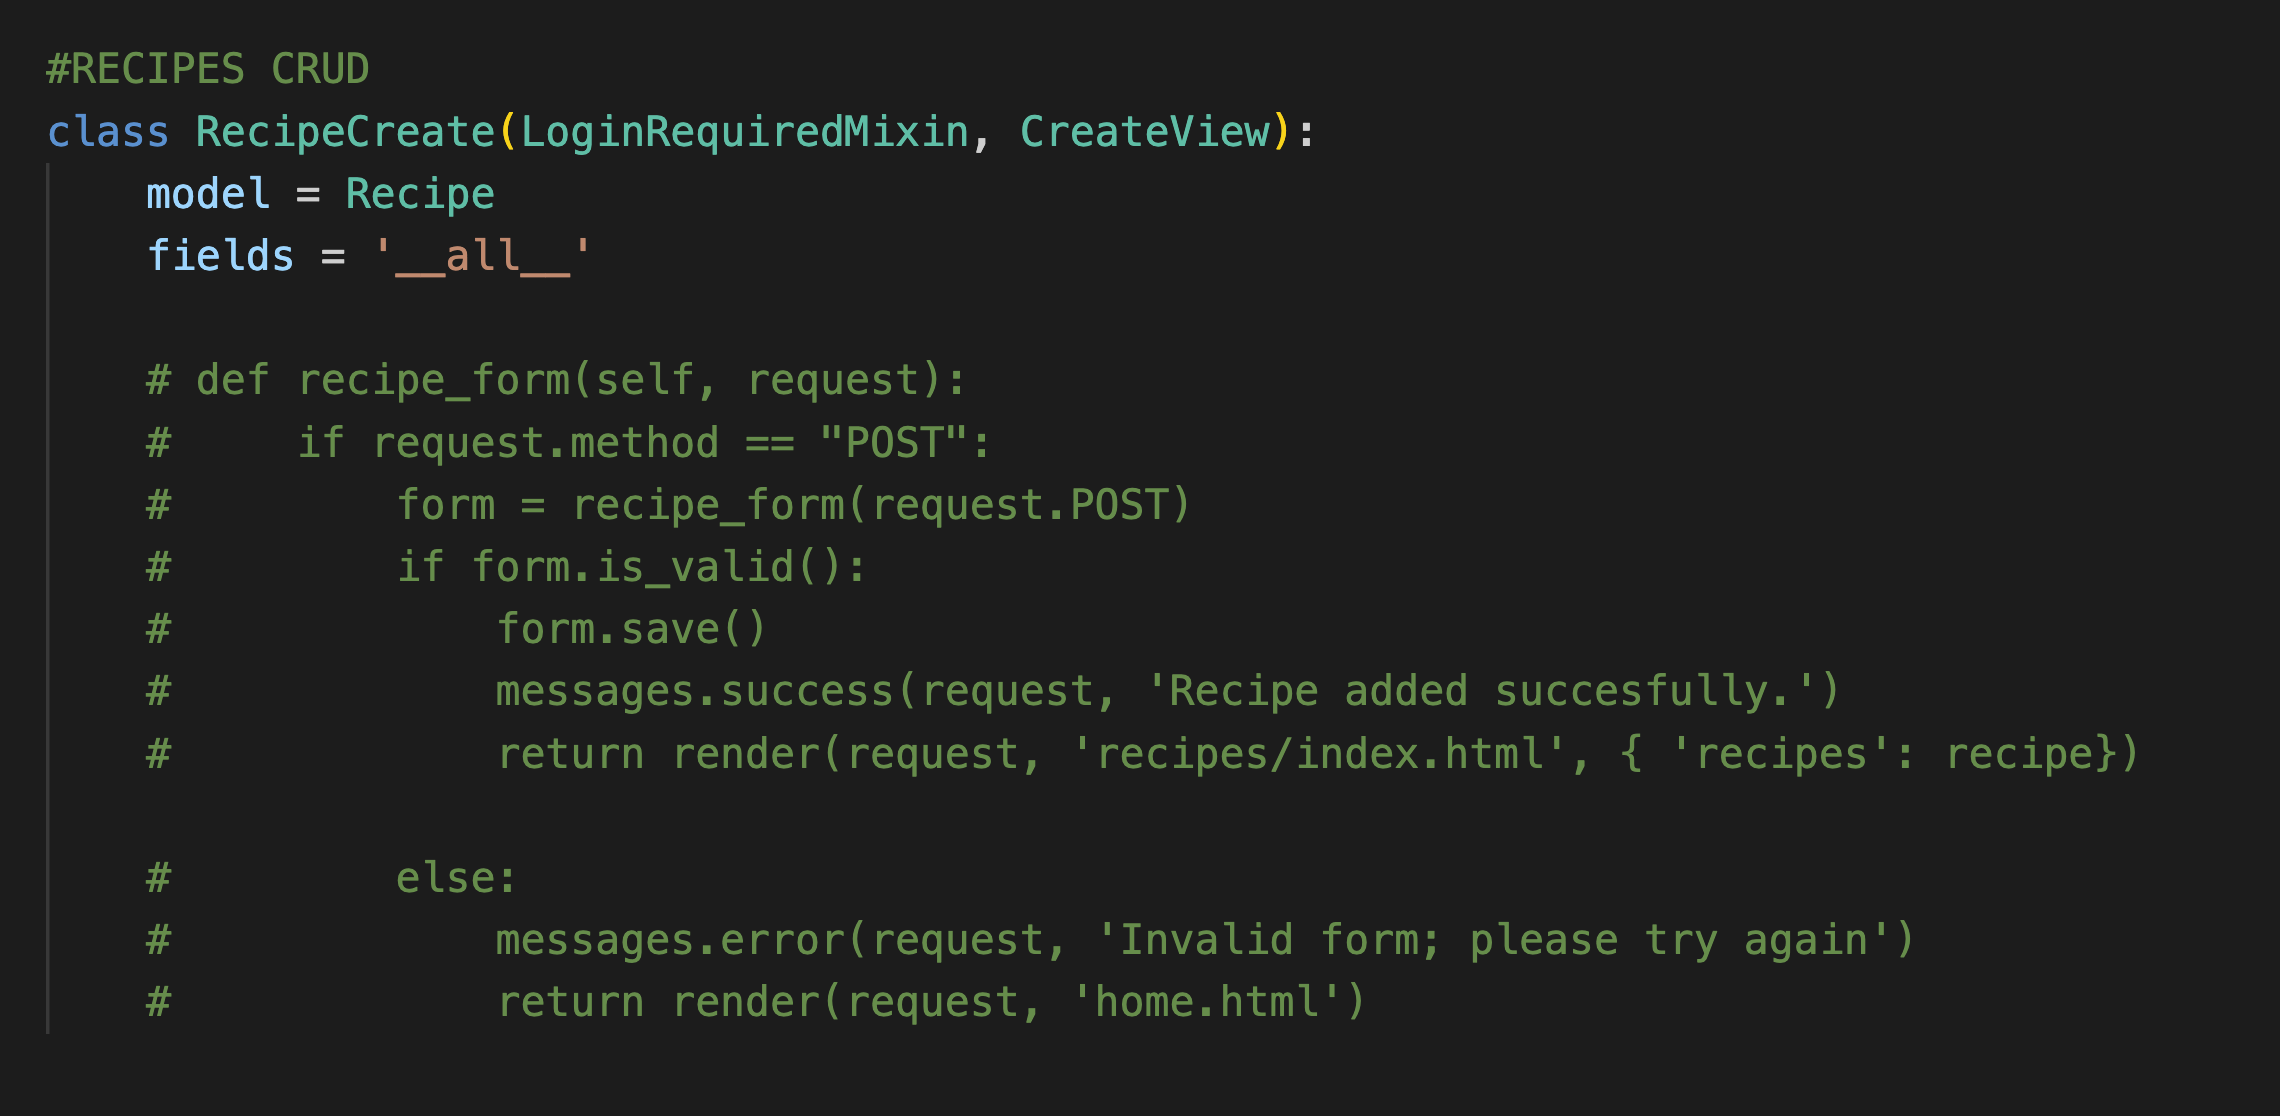 #RECIPES CRUD
class RecipeCreate(LoginRequiredMixin, CreateView):
    model = Recipe
    fields = '__all__'

    # def recipe_form(self, request):
    #     if request.method == "POST":
    #         form = recipe_form(request.POST)
    #         if form.is_valid():
    #             form.save()
    #             messages.success(request, 'Recipe added succesfully.')
    #             return render(request, 'recipes/index.html', { 'recipes': recipe})

    #         else:
    #             messages.error(request, 'Invalid form; please try again')
    #             return render(request, 'home.html')